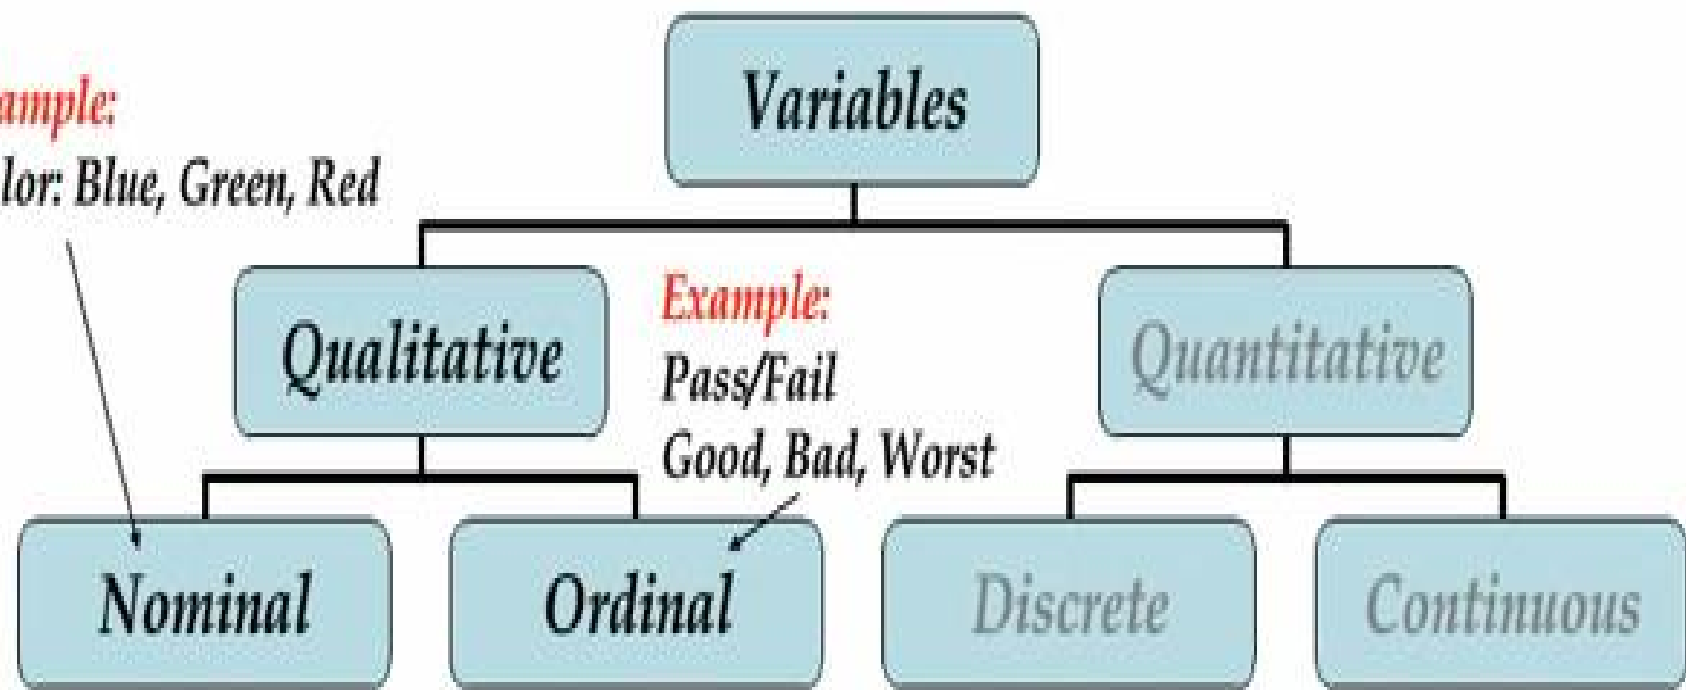 Variables
ample:
lor: Blue, Green, Red
Qualitative
Example:
Pass/Fail
Good, Bad, Worst
Quantitative
Nominal
Ordinal
Discrete
Continuous